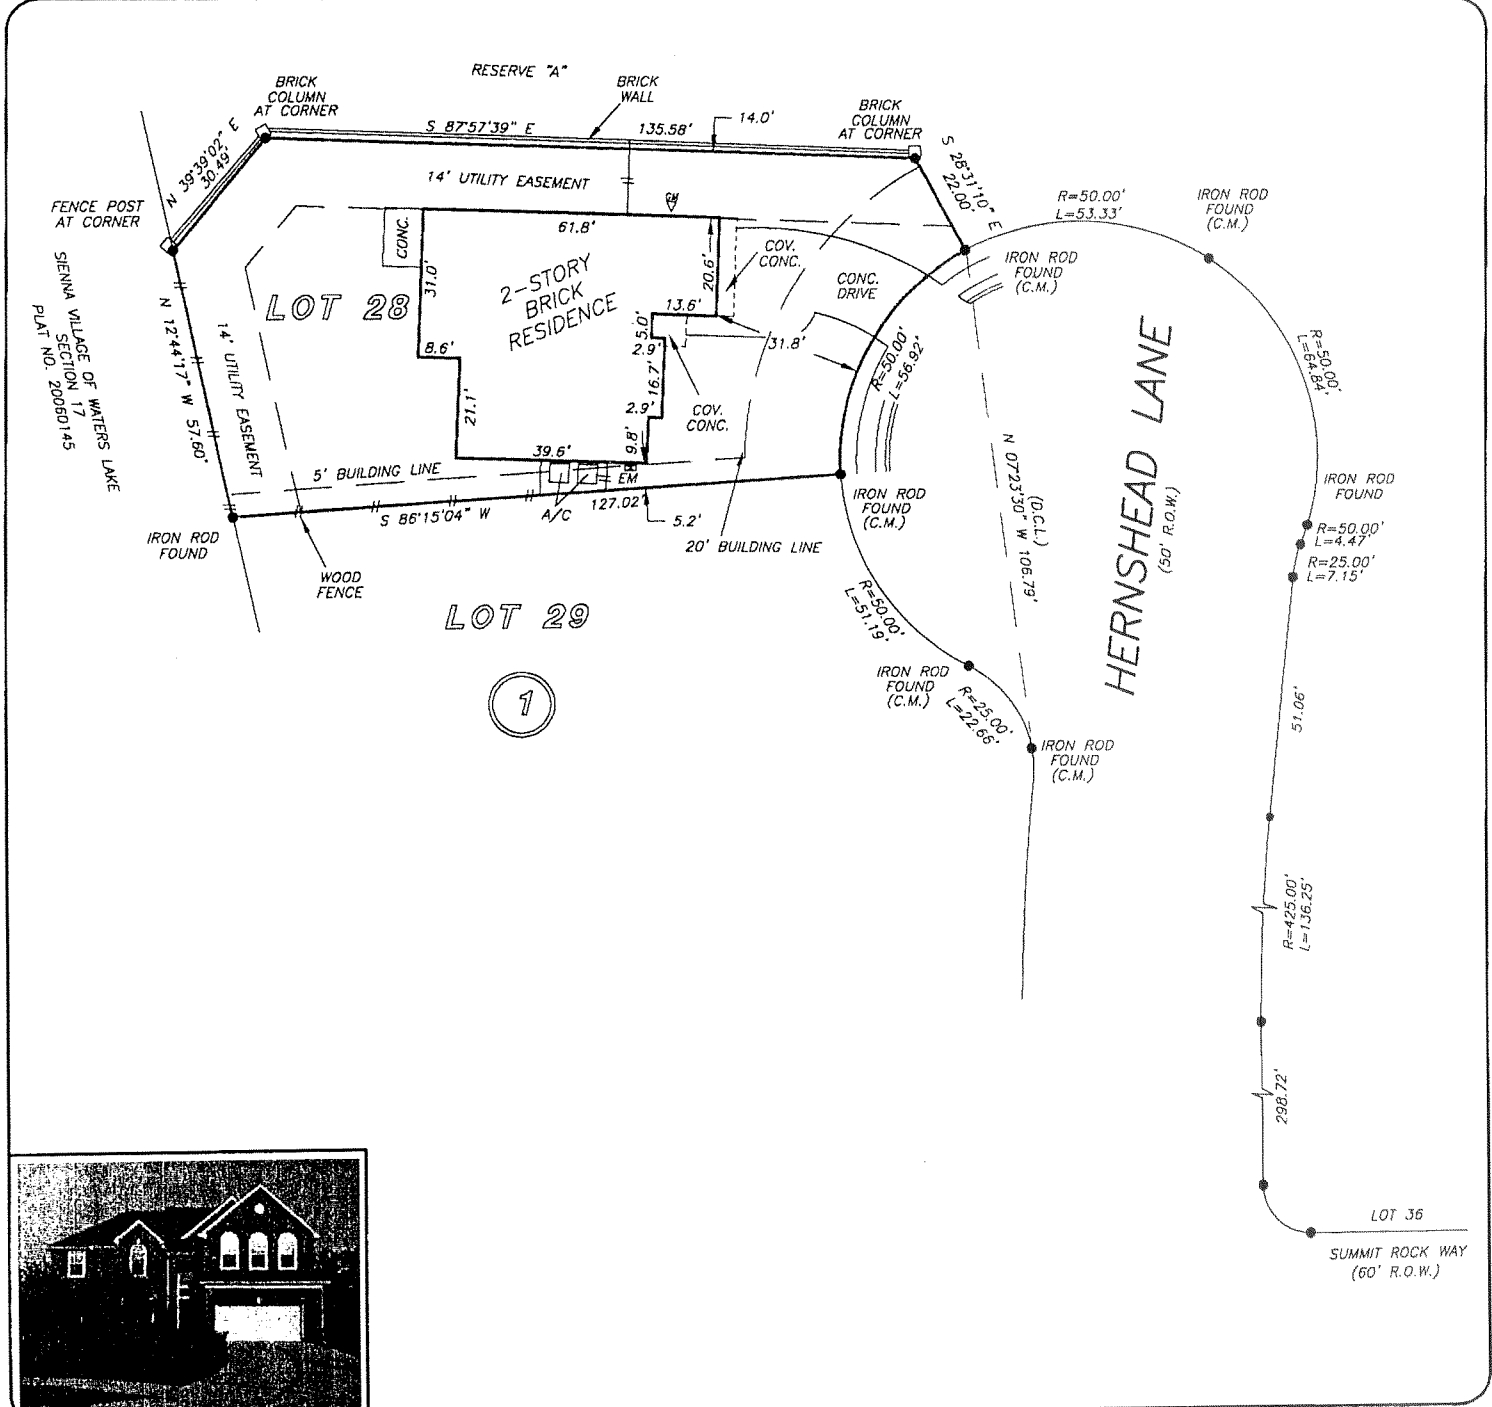 RESERVE "A"
BRICK
COLUMN
AT CORNER
BRICK
WALL
BRICK
COLUMN
AT CORNER
S 87°57'39" E
135.58'
14.0'
N 39°39'02" E
30.49'
S 28°31'10" E
22.00'
14' UTILITY EASEMENT
GM
R=50.00'
L=53.33'
IRON ROD
FOUND
(C.M.)
FENCE POST
AT CORNER
CONC.
61.8'
31.0'
2-STORY
BRICK
RESIDENCE
20.6'
COV.
CONC.
CONC.
DRIVE
IRON ROD
FOUND
(C.M.)
LOT 28
13.6'
5.0'
2.9'
31.8'
8.6'
16.7'
2.9'
R=50.00'
L=56.92'
R=50.00'
L=64.84'
SIENNA VILLAGE OF WATERS LAKE
SECTION 17
PLAT NO. 20060145
N 12°44'17" W 57.60'
14' UTILITY EASEMENT
21.1'
COV.
CONC.
9.8'
39.6'
5' BUILDING LINE
EM
127.02'
S 86°15'04" W
A/C
5.2'
20' BUILDING LINE
IRON ROD
FOUND
(C.M.)
N 07°23'30" W 106.79'
(D.C.L.)
HERNSHEAD LANE
(50' R.O.W.)
IRON ROD
FOUND
R=50.00'
L=4.47'
R=25.00'
L=7.15'
IRON ROD
FOUND
WOOD
FENCE
LOT 29
R=50.00'
L=51.19'
1
IRON ROD
FOUND
(C.M.)
R=25.00'
L=22.66'
IRON ROD
FOUND
(C.M.)
51.06'
R=425.00'
L=136.25'
298.72'
LOT 36
SUMMIT ROCK WAY
(60' R.O.W.)